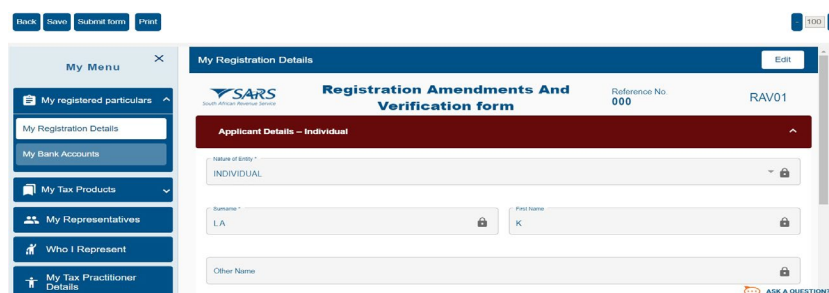 Back Save Submit form Print - 100
My Menu ×
My registered particulars
My Registration Details
My Bank Accounts
My Tax Products
My Representatives
Who I Represent
My Tax Practitioner
Details
My Registration Details Edit
SARS
South African Revenue Service
Registration Amendments And
Verification form
Reference No.
000
RAV01
Applicant Details – Individual
Nature of Entity *
INDIVIDUAL
Surname * First Name
LA K
Other Name
ASK A QUESTION?